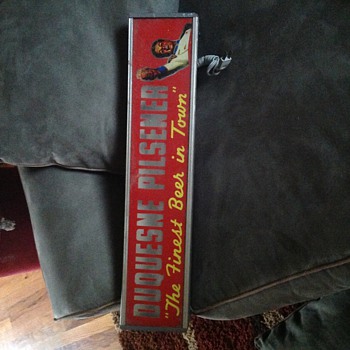 DUQUESNE PILSENER
"The Finest Beer in Town"